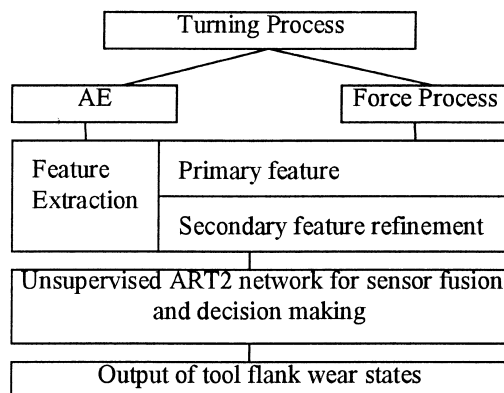 Turning Process
AE
Force Process
Feature
Extraction
Primary feature
Secondary feature refinement
Unsupervised ART2 network for sensor fusion
and decision making
Output of tool flank wear states